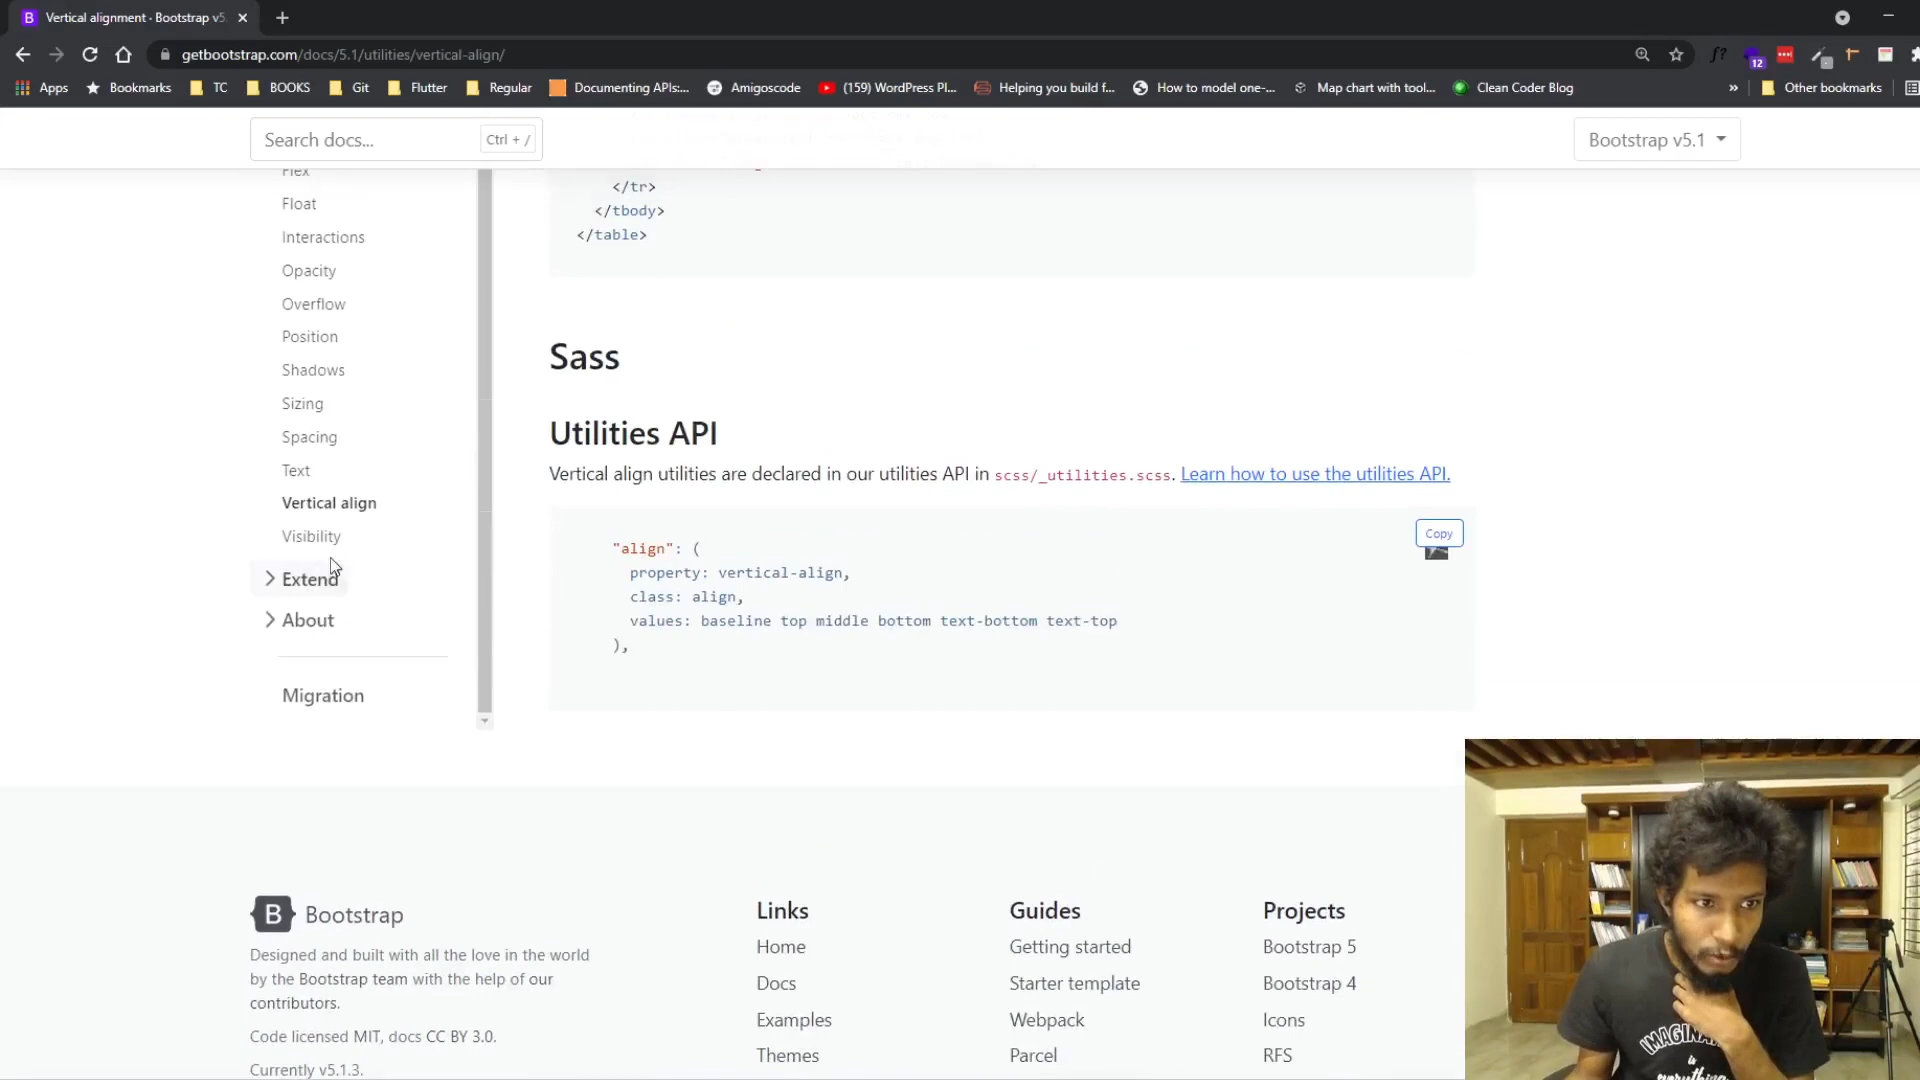 Vertical alignment · Bootstrap v5.
getbootstrap.com/docs/5.1/utilities/vertical-align/
12
Apps
Bookmarks
TC
BOOKS
Git
Flutter
Regular
Documenting APIs:...
Amigoscode
(159) WordPress Pl...
Helping you build f...
How to model one-...
Map chart with tool...
Clean Coder Blog
»
Other bookmarks
Search docs...
Ctrl + /
Bootstrap v5.1
Flex
Float
Interactions
Opacity
Overflow
Position
Shadows
Sizing
Spacing
Text
Vertical align
Visibility
Extend
About
Migration
</tr>
</tbody>
</table>
Sass
Utilities API
Vertical align utilities are declared in our utilities API in scss/_utilities.scss. Learn how to use the utilities API.
Copy
"align": (
property: vertical-align,
class: align,
values: baseline top middle bottom text-bottom text-top
),
B Bootstrap
Designed and built with all the love in the world
by the Bootstrap team with the help of our
contributors.
Code licensed MIT, docs CC BY 3.0.
Currently v5.1.3.
Links
Home
Docs
Examples
Themes
Guides
Getting started
Starter template
Webpack
Parcel
Projects
Bootstrap 5
Bootstrap 4
Icons
RFS
is